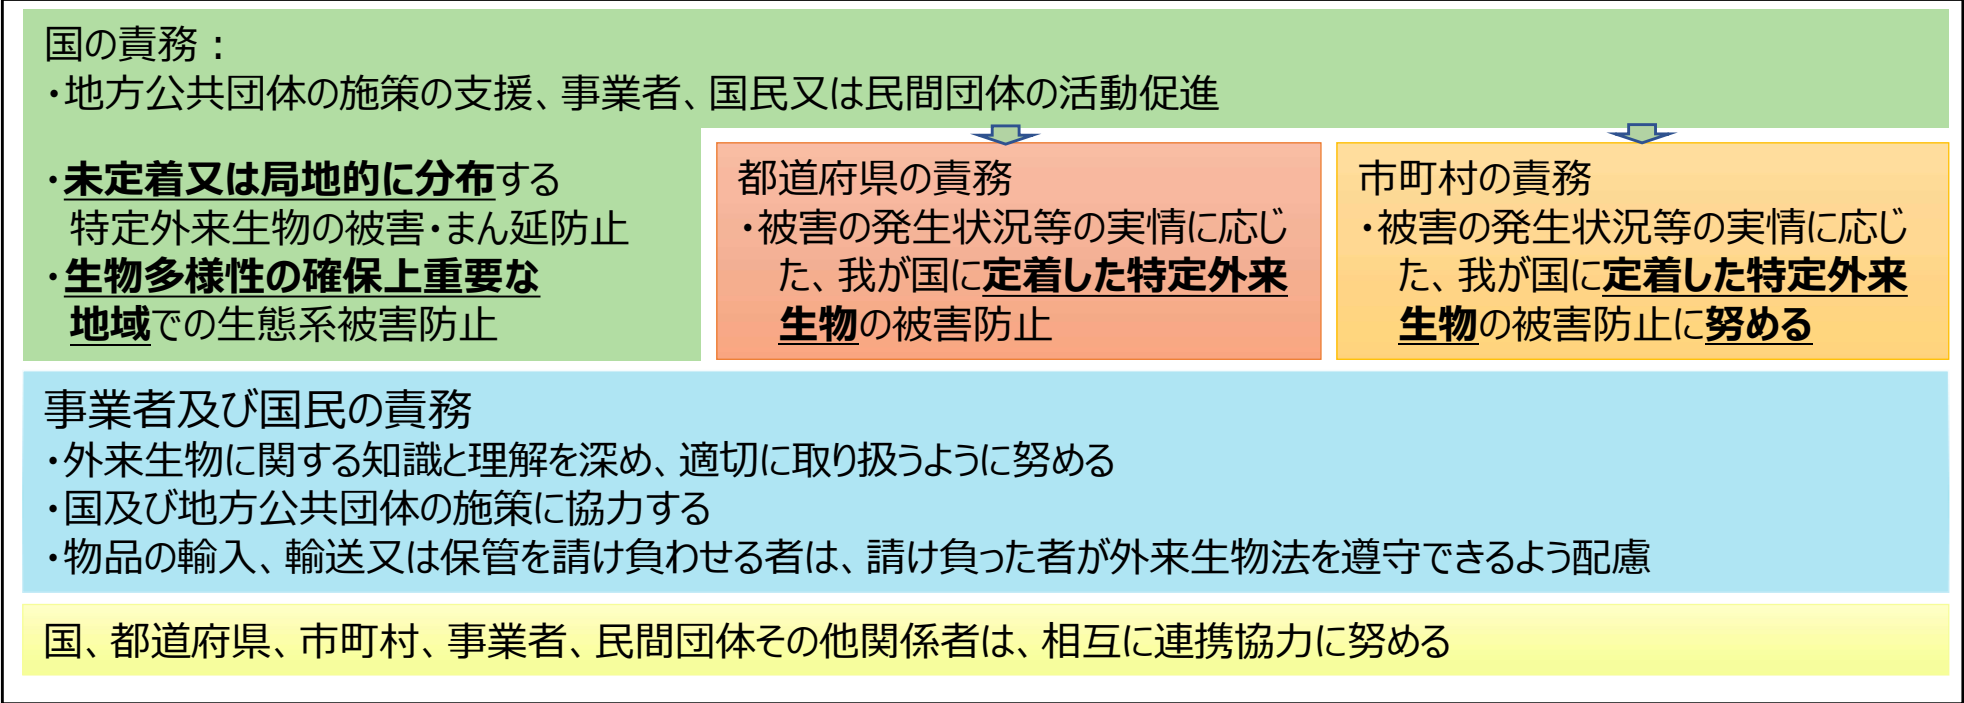 国の責務：
・地方公共団体の施策の支援、事業者、国民又は民間団体の活動促進
・未定着又は局地的に分布する
特定外来生物の被害・まん延防止
・生物多様性の確保上重要な
地域での生態系被害防止
都道府県の責務
・被害の発生状況等の実情に応じ
た、我が国に定着した特定外来
生物の被害防止
市町村の責務
・被害の発生状況等の実情に応じ
た、我が国に定着した特定外来
生物の被害防止に努める
事業者及び国民の責務
・外来生物に関する知識と理解を深め、適切に取り扱うように努める
・国及び地方公共団体の施策に協力する
・物品の輸入、輸送又は保管を請け負わせる者は、請け負った者が外来生物法を遵守できるよう配慮
国、都道府県、市町村、事業者、民間団体その他関係者は、相互に連携協力に努める